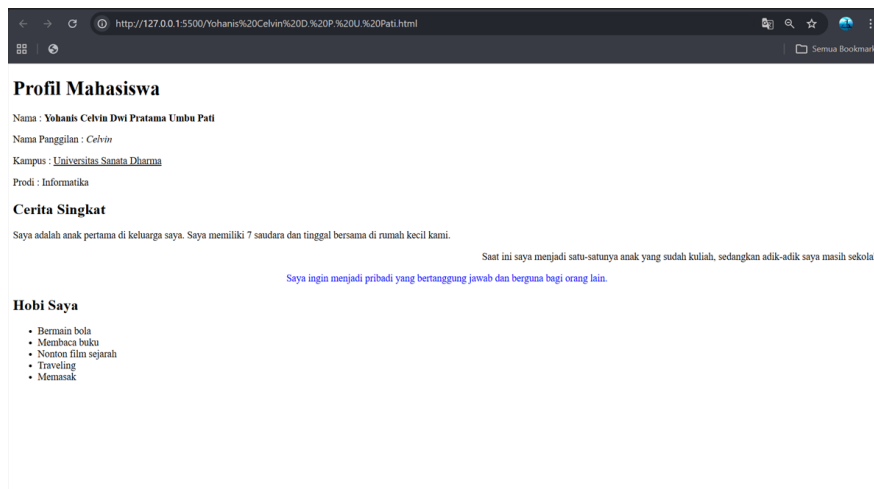 http://127.0.0.1:5500/Yohanis%20Celvin%20D.%20P.%20U.%20Pati.html
Semua Bookmark
Profil Mahasiswa
Nama : Yohanis Celvin Dwi Pratama Umbu Pati
Nama Panggilan : Celvin
Kampus : Universitas Sanata Dharma
Prodi : Informatika
Cerita Singkat
Saya adalah anak pertama di keluarga saya. Saya memiliki 7 saudara dan tinggal bersama di rumah kecil kami.
Saat ini saya menjadi satu-satunya anak yang sudah kuliah, sedangkan adik-adik saya masih sekola
Saya ingin menjadi pribadi yang bertanggung jawab dan berguna bagi orang lain.
Hobi Saya
• Bermain bola
• Membaca buku
• Nonton film sejarah
• Traveling
• Memasak